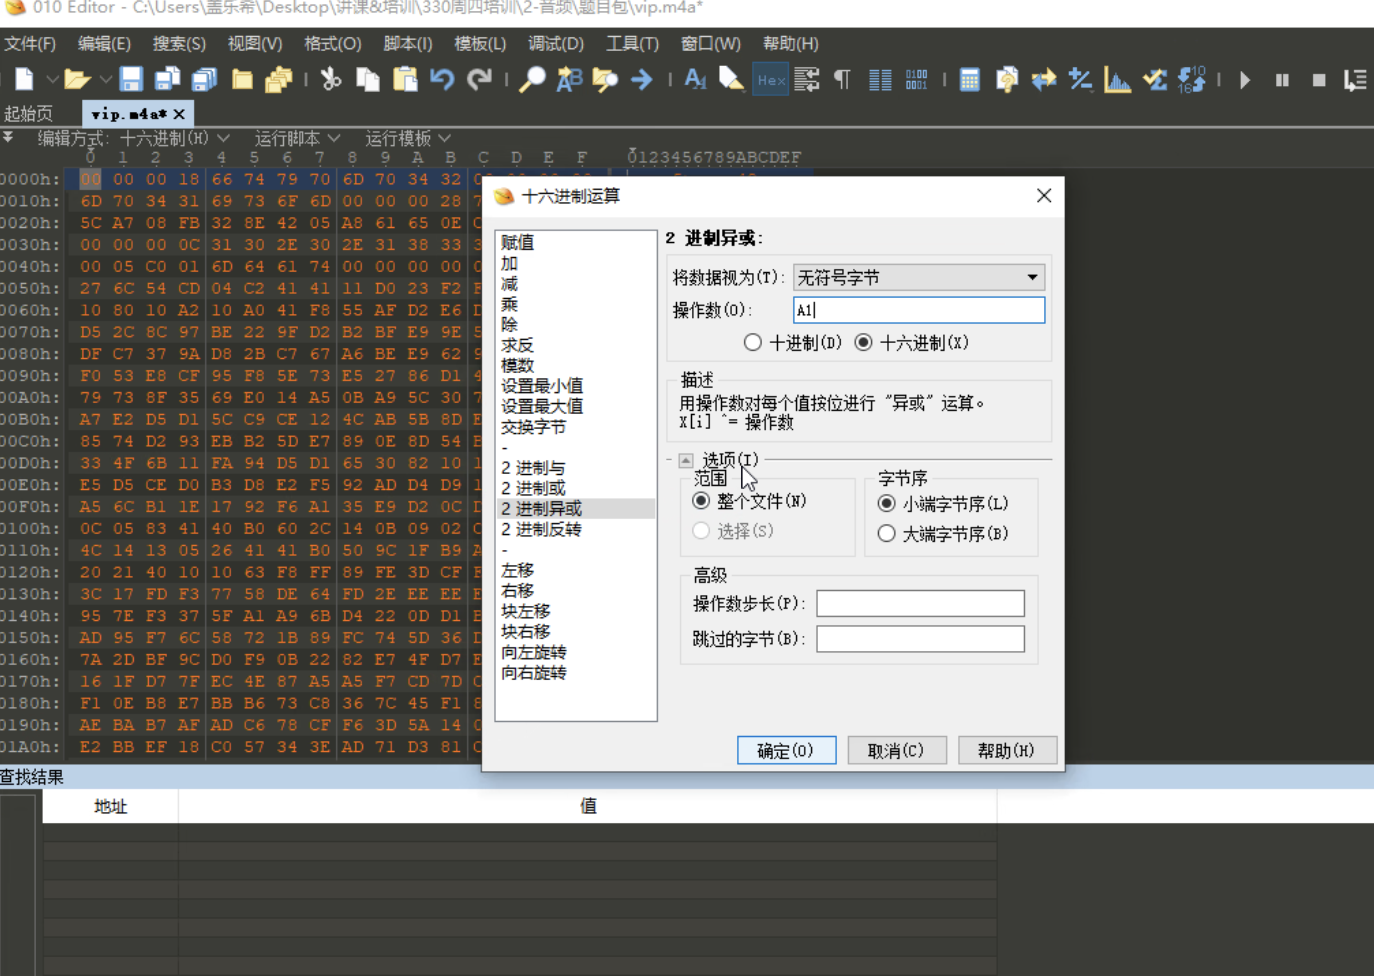 010 Editor - C:\Users\盖乐希\Desktop\讲课&培训\330周四培训\2-音频\题目包\vip.m4a*
文件(F) 编辑(E) 搜索(S) 视图(V) 格式(O) 脚本(I) 模板(L) 调试(D) 工具(T) 窗口(W) 帮助(H)
起始页 vip.m4a*
编辑方式: 十六进制(H) 运行脚本 运行模板
0 1 2 3 4 5 6 7 8 9 A B C D E F 0123456789ABCDEF
0000h: 00 00 00 18 66 74 79 70 6D 70 34 32
0010h: 6D 70 34 31 69 73 6F 6D 00 00 00 28
0020h: 5C A7 08 FB 32 8E 42 05 A8 61 65 0E
0030h: 00 00 00 0C 31 30 2E 30 2E 31 38 33
0040h: 00 05 C0 01 6D 64 61 74 00 00 00 00
0050h: 27 6C 54 CD 04 C2 41 41 11 D0 23 F2
0060h: 10 80 10 A2 10 A0 41 F8 55 AF D2 E6
0070h: D5 2C 8C 97 BE 22 9F D2 B2 BF E9 9E
0080h: DF C7 37 9A D8 2B C7 67 A6 BE E9 62
0090h: F0 53 E8 CF 95 F8 5E 73 E5 27 86 D1
00A0h: 79 73 8F 35 69 E0 14 A5 0B A9 5C 30
00B0h: A7 E2 D5 D1 5C C9 CE 12 4C AB 5B 8D
00C0h: 85 74 D2 93 EB B2 5D E7 89 0E 8D 54
00D0h: 33 4F 6B 11 FA 94 D5 D1 65 30 82 10
00E0h: E5 D5 CE D0 B3 D8 E2 F5 92 AD D4 D9
00F0h: A5 6C B1 1E 17 92 F6 A1 35 E9 D2 0C
0100h: 0C 05 83 41 40 B0 60 2C 14 0B 09 02
0110h: 4C 14 13 05 26 41 41 B0 50 9C 1F B9
0120h: 20 21 40 10 10 63 F8 FF 89 FE 3D CF
0130h: 3C 17 FD F3 77 58 DE 64 FD 2E EE EE
0140h: 95 7E F3 37 5F A1 A9 6B D4 22 0D D1
0150h: AD 95 F7 6C 58 72 1B 89 FC 74 5D 36
0160h: 7A 2D BF 9C D0 F9 0B 22 82 E7 4F D7
0170h: 16 1F D7 7F EC 4E 87 A5 A5 F7 CD 7D
0180h: F1 0E B8 E7 BB B6 73 C8 36 7C 45 F1
0190h: AE BA B7 AF AD C6 78 CF F6 3D 5A 14
01A0h: E2 BB EF 18 C0 57 34 3E AD 71 D3 81
十六进制运算
赋值
加
减
乘
除
求反
模数
设置最小值
设置最大值
交换字节
-
2 进制与
2 进制或
2 进制异或
2 进制反转
-
左移
右移
块左移
块右移
向左旋转
向右旋转
2 进制异或:
将数据视为(T): 无符号字节
操作数(O): A1
十进制(D) 十六进制(X)
描述
用操作数对每个值按位进行 "异或" 运算。
X[i] ^= 操作数
选项(I)
范围
整个文件(N)
选择(S)
字节序
小端字节序(L)
大端字节序(B)
高级
操作数步长(P):
跳过的字节(B):
确定(O) 取消(C) 帮助(H)
查找结果
地址 值